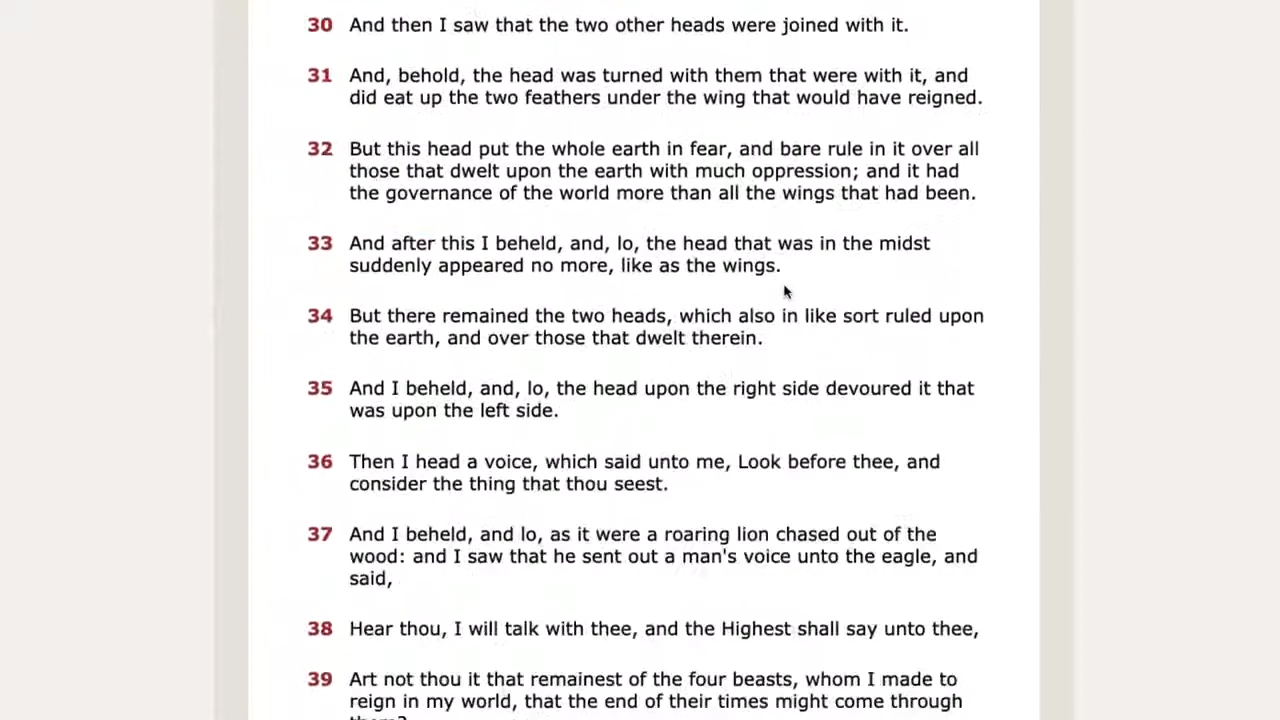 30 And then I saw that the two other heads were joined with it.
31 And, behold, the head was turned with them that were with it, and
did eat up the two feathers under the wing that would have reigned.
32 But this head put the whole earth in fear, and bare rule in it over all
those that dwelt upon the earth with much oppression; and it had
the governance of the world more than all the wings that had been.
33 And after this I beheld, and, lo, the head that was in the midst
suddenly appeared no more, like as the wings.
34 But there remained the two heads, which also in like sort ruled upon
the earth, and over those that dwelt therein.
35 And I beheld, and, lo, the head upon the right side devoured it that
was upon the left side.
36 Then I head a voice, which said unto me, Look before thee, and
consider the thing that thou seest.
37 And I beheld, and lo, as it were a roaring lion chased out of the
wood: and I saw that he sent out a man's voice unto the eagle, and
said,
38 Hear thou, I will talk with thee, and the Highest shall say unto thee,
39 Art not thou it that remainest of the four beasts, whom I made to
reign in my world, that the end of their times might come through
them?